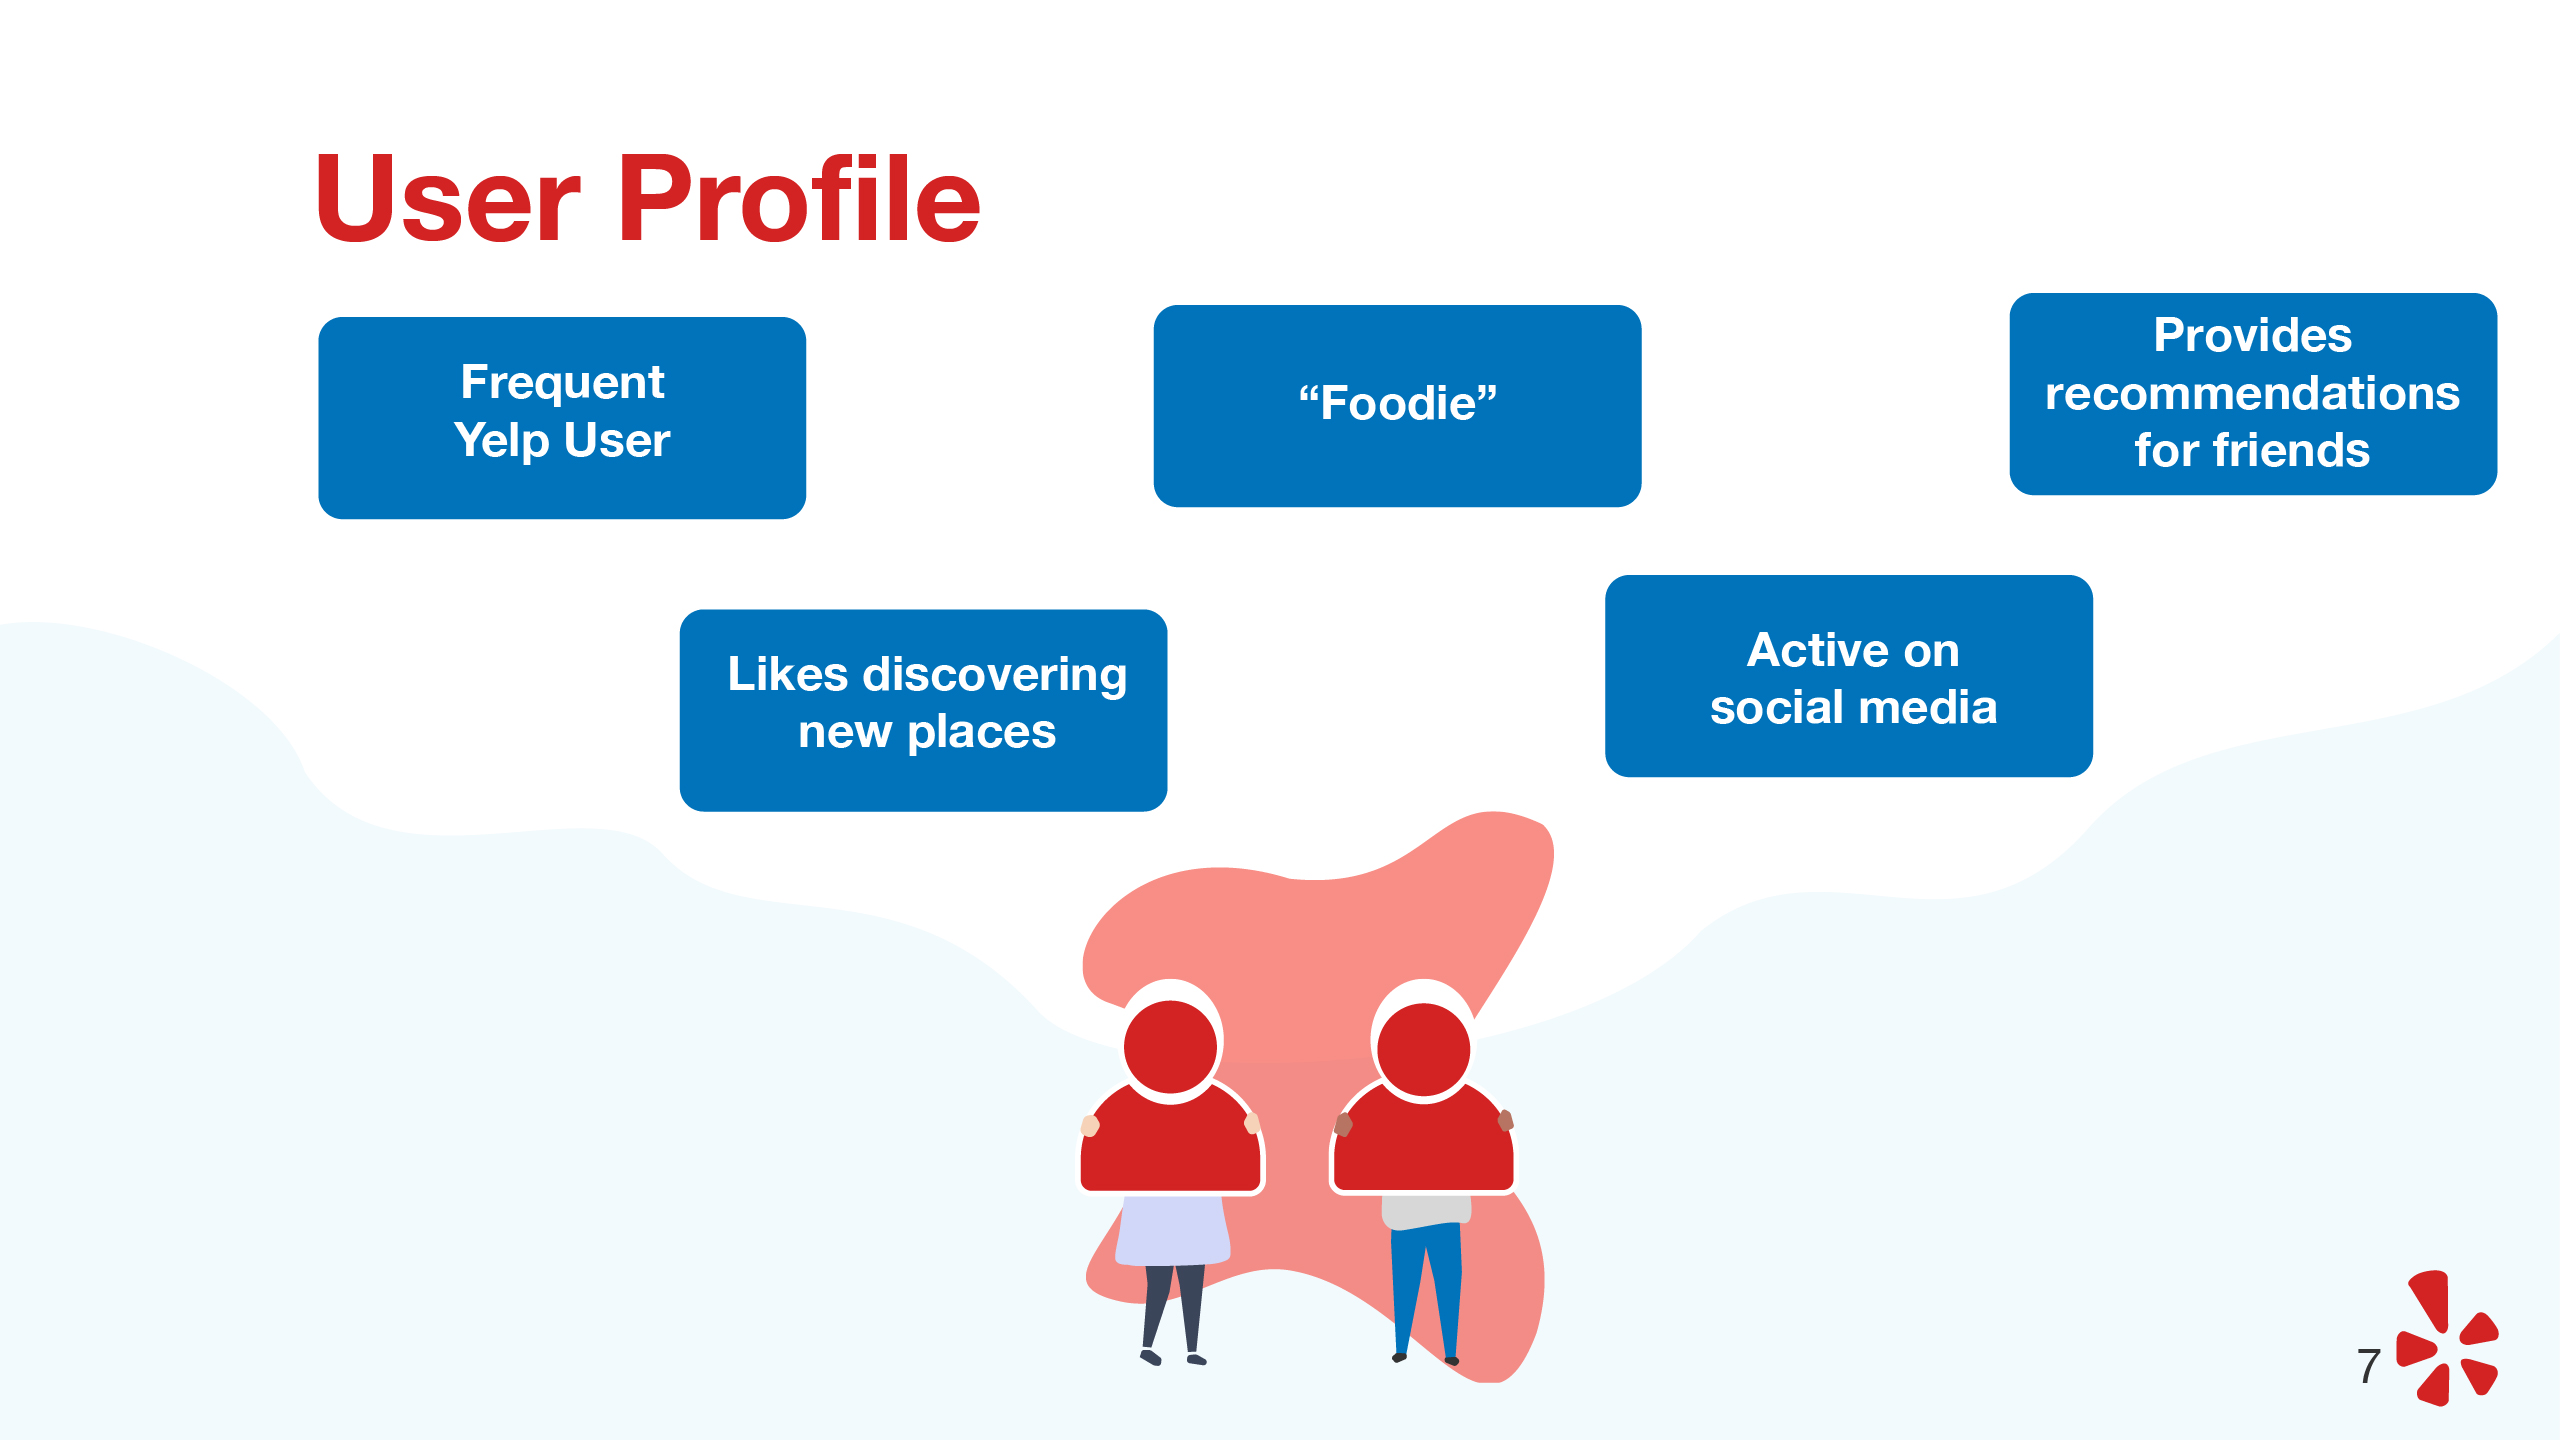 User Profile
Frequent
Yelp User
“Foodie”
Provides
recommendations
for friends
Likes discovering
new places
Active on
social media
7